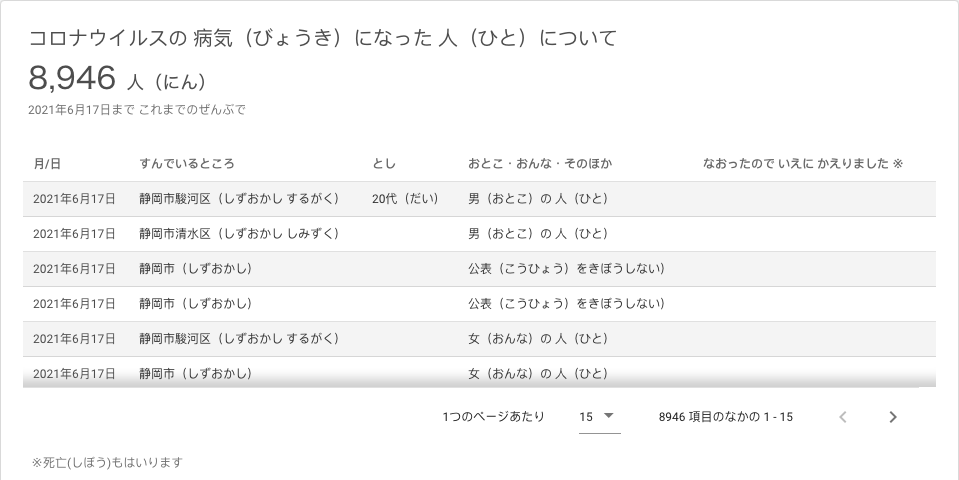 コロナウイルスの 病気（びょうき）になった 人（ひと）について
8,946 人（にん）
2021年6月17日まで これまでのぜんぶで
月/日 すんでいるところ とし おとこ・おんな・そのほか なおったので いえに かえりました ※
2021年6月17日 静岡市駿河区（しずおかし するがく） 20代（だい） 男（おとこ）の 人（ひと）
2021年6月17日 静岡市清水区（しずおかし しみずく） 男（おとこ）の 人（ひと）
2021年6月17日 静岡市（しずおかし） 公表（こうひょう）をきぼうしない）
2021年6月17日 静岡市（しずおかし） 公表（こうひょう）をきぼうしない）
2021年6月17日 静岡市駿河区（しずおかし するがく） 女（おんな）の 人（ひと）
2021年6月17日 静岡市（しずおかし） 女（おんな）の 人（ひと）
1つのページあたり 15 8946 項目のなかの 1 - 15
※死亡(しぼう)もはいります